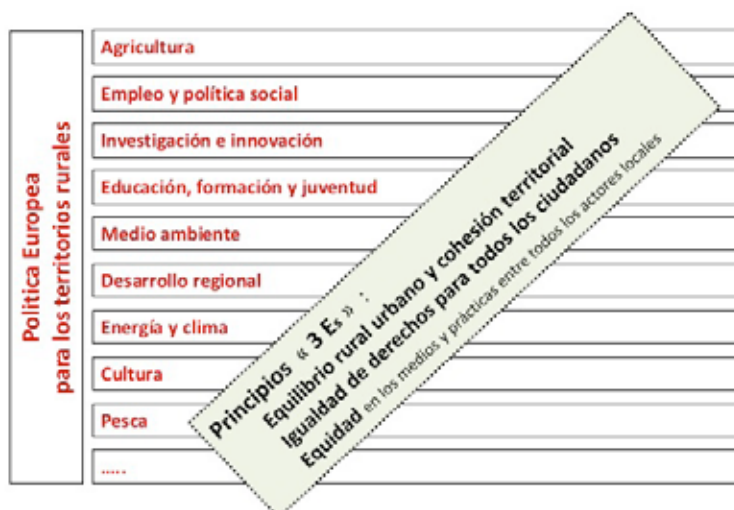 Politica Europea
para los territorios rurales
Agricultura
Empleo y política social
Investigación e innovación
Educación, formación y juventud
Medio ambiente
Desarrollo regional
Energía y clima
Cultura
Pesca
.....
Principios « 3 Es » :
Equilibrio rural urbano y cohesión territorial
Igualdad de derechos para todos los ciudadanos
Equidad en los medios y prácticas entre todos los actores locales